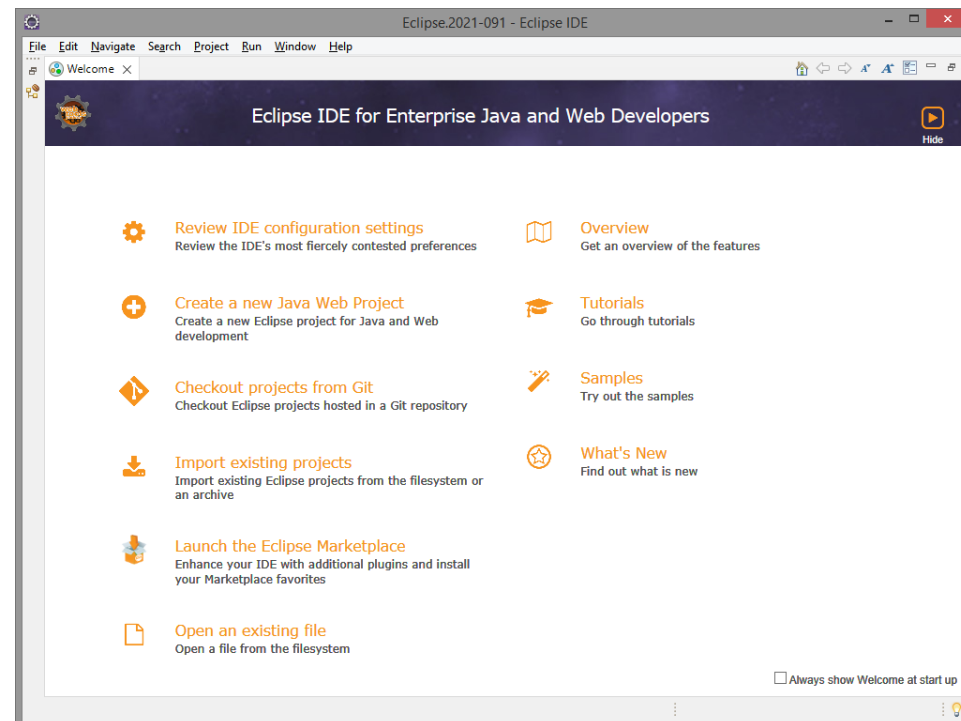 Eclipse.2021-091 - Eclipse IDE
File Edit Navigate Search Project Run Window Help
Welcome
Eclipse IDE for Enterprise Java and Web Developers
Hide
Review IDE configuration settings
Review the IDE's most fiercely contested preferences
Create a new Java Web Project
Create a new Eclipse project for Java and Web
development
Checkout projects from Git
Checkout Eclipse projects hosted in a Git repository
Import existing projects
Import existing Eclipse projects from the filesystem or
an archive
Launch the Eclipse Marketplace
Enhance your IDE with additional plugins and install
your Marketplace favorites
Open an existing file
Open a file from the filesystem
Overview
Get an overview of the features
Tutorials
Go through tutorials
Samples
Try out the samples
What's New
Find out what is new
Always show Welcome at start up